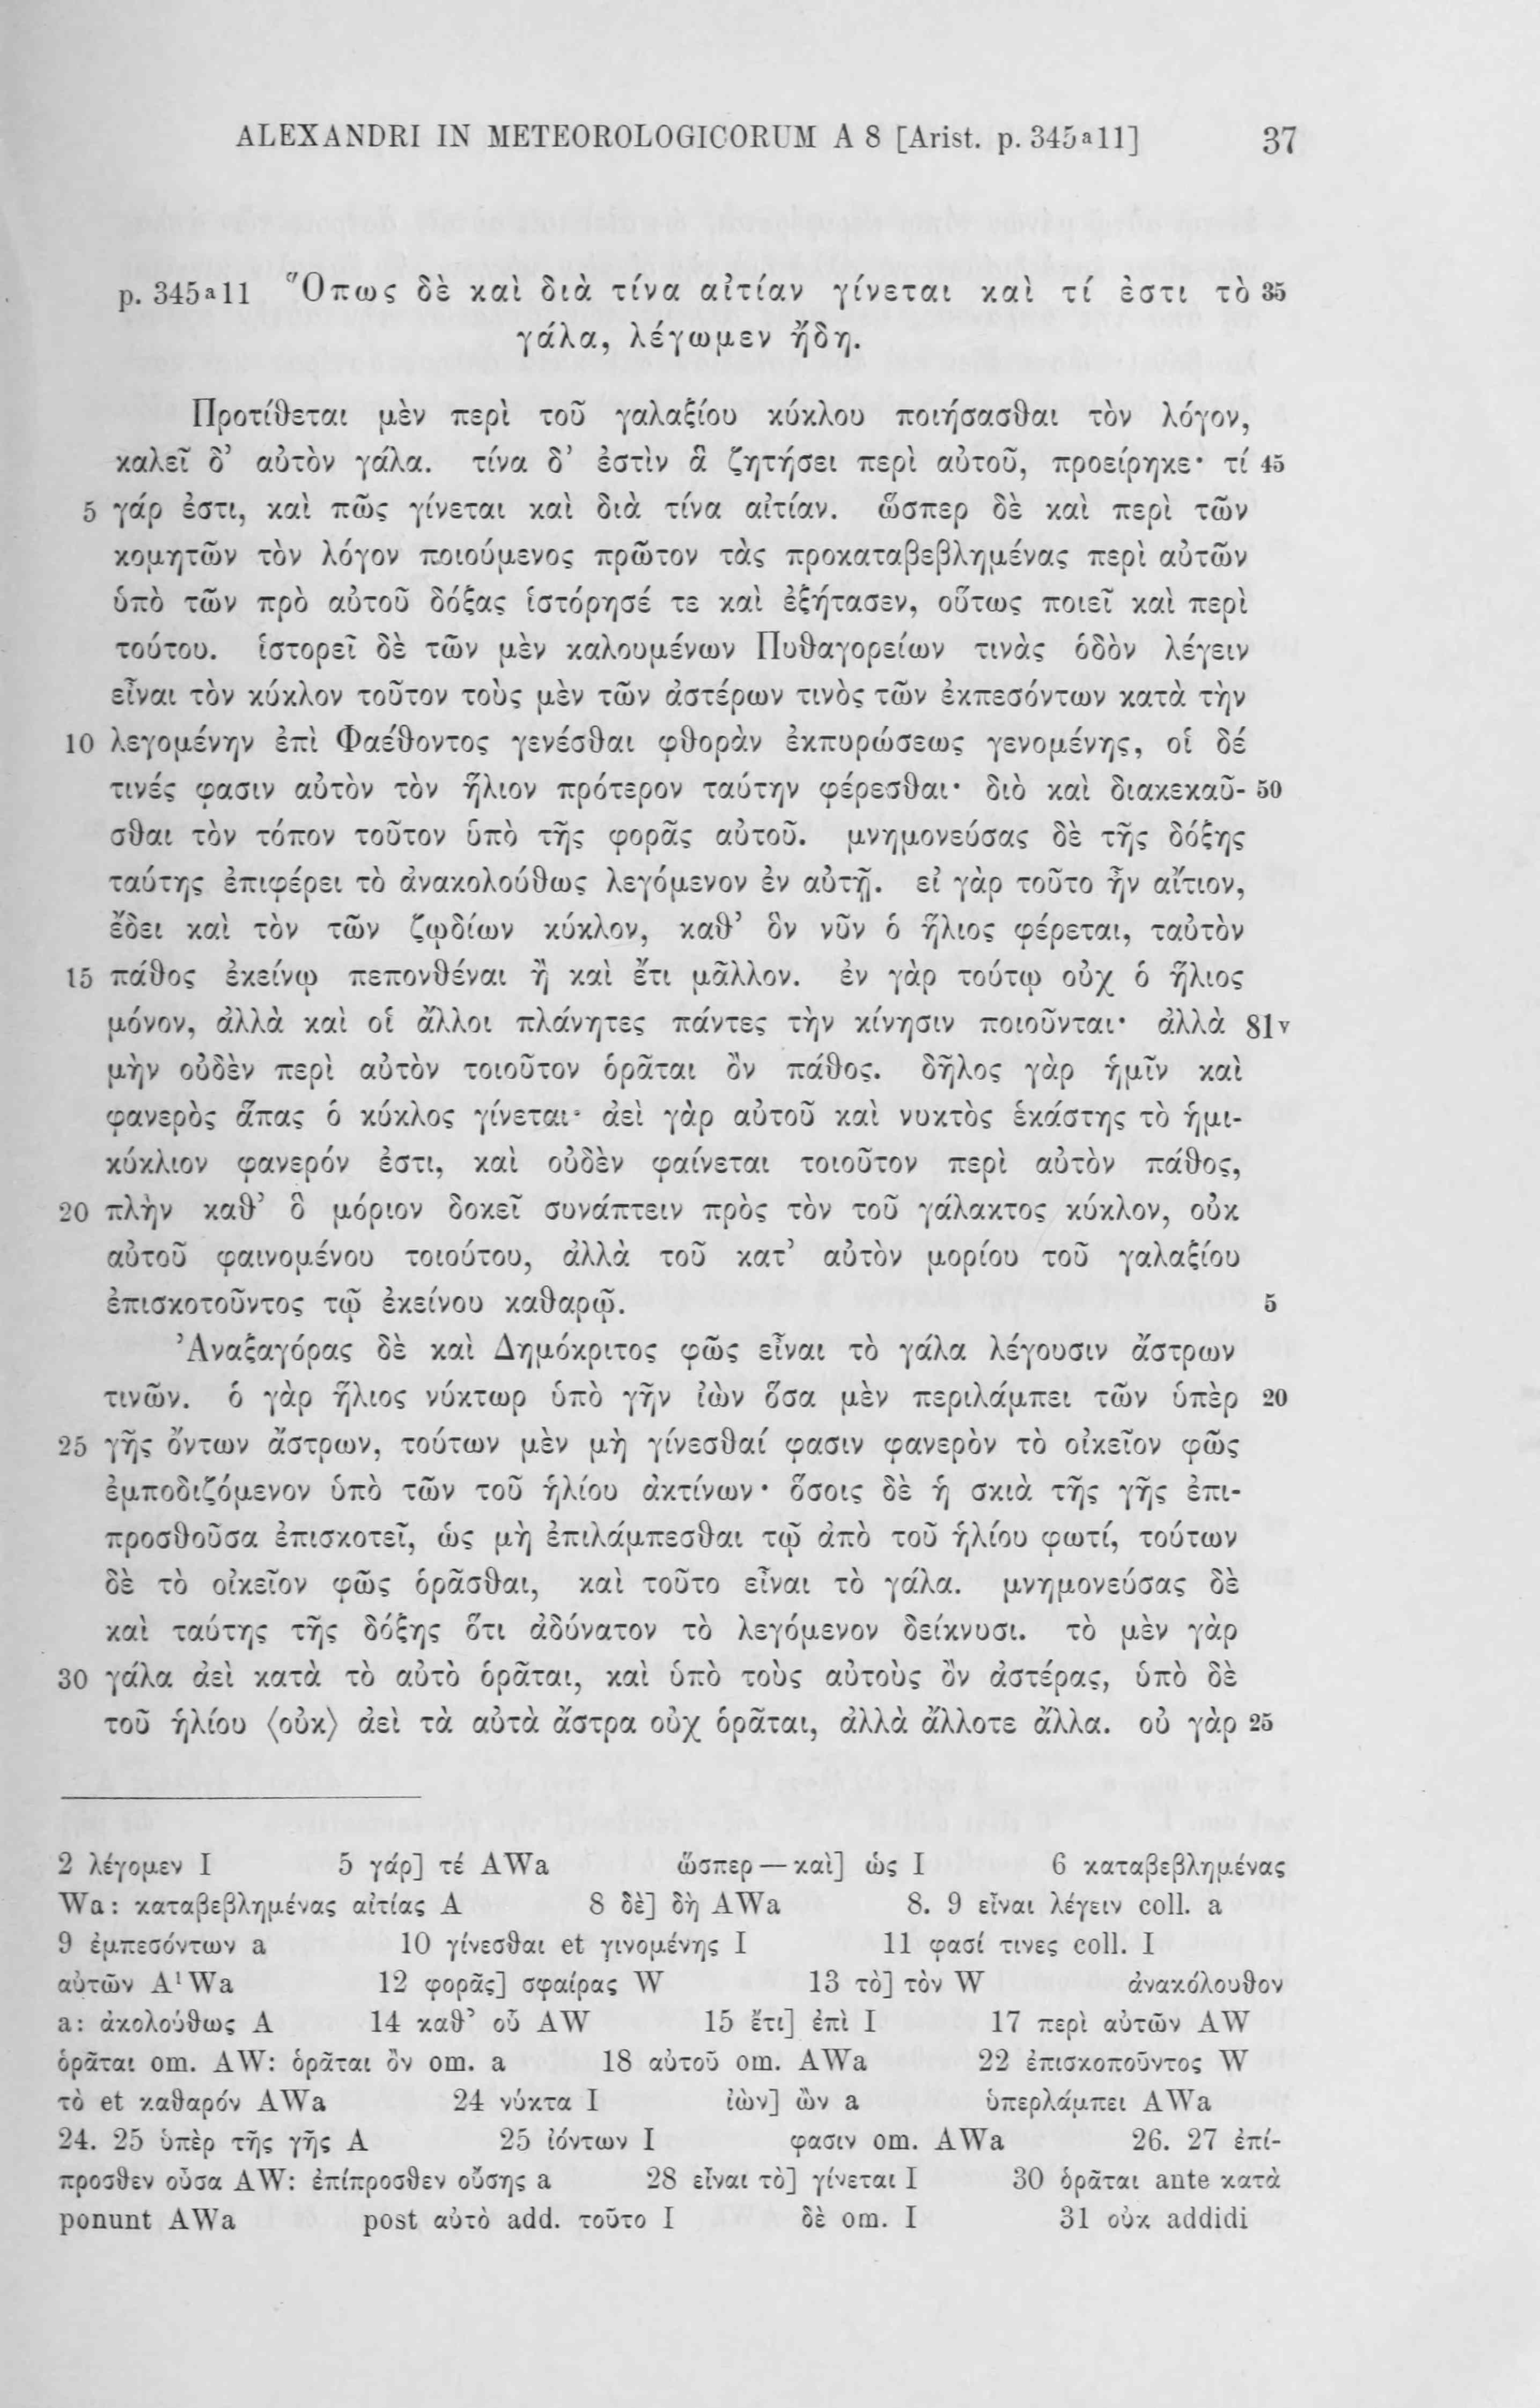 ALEXANDRI IN METEOROLOGICORUM A 8 [Arist. p. 345a11] 37
p. 345a11 Ὅπως δὲ καὶ διὰ τίνα αἰτίαν γίνεται καὶ τί ἐστι τὸ 35
γάλα, λέγωμεν ἤδη.
Προτίθεται μὲν περὶ τοῦ γαλαξίου κύκλου ποιήσασθαι τὸν λόγον,
καλεῖ δ’ αὐτὸν γάλα. τίνα δ’ ἐστὶν ἃ ζητήσει περὶ αὐτοῦ, προείρηκε· τί 45
5 γάρ ἐστι, καὶ πῶς γίνεται καὶ διὰ τίνα αἰτίαν. ὥσπερ δὲ καὶ περὶ τῶν
κομητῶν τὸν λόγον ποιούμενος πρῶτον τὰς προκαταβεβλημένας περὶ αὐτῶν
ὑπὸ τῶν πρὸ αὐτοῦ δόξας ἱστόρησέ τε καὶ ἐξήτασεν, οὕτως ποιεῖ καὶ περὶ
τούτου. ἱστορεῖ δὲ τῶν μὲν καλουμένων Πυθαγορείων τινὰς ὁδὸν λέγειν
εἶναι τὸν κύκλον τοῦτον τοὺς μὲν τῶν ἀστέρων τινὸς τῶν ἐκπεσόντων κατὰ τὴν
10 λεγομένην ἐπὶ Φαέθοντος γενέσθαι φθορὰν ἐκπυρώσεως γενομένης, οἱ δέ
τινές φασιν αὐτὸν τὸν ἥλιον πρότερον ταύτην φέρεσθαι· διὸ καὶ διακεκαῦ- 50
σθαι τὸν τόπον τοῦτον ὑπὸ τῆς φορᾶς αὐτοῦ. μνημονεύσας δὲ τῆς δόξης
ταύτης ἐπιφέρει τὸ ἀνακολούθως λεγόμενον ἐν αὐτῇ. εἰ γὰρ τοῦτο ἦν αἴτιον,
ἔδει καὶ τὸν τῶν ζῳδίων κύκλον, καθ’ ὃν νῦν ὁ ἥλιος φέρεται, ταὐτὸν
15 πάθος ἐκείνῳ πεπονθέναι ἢ καὶ ἔτι μᾶλλον. ἐν γὰρ τούτῳ οὐχ ὁ ἥλιος
μόνον, ἀλλὰ καὶ οἱ ἄλλοι πλάνητες πάντες τὴν κίνησιν ποιοῦνται· ἀλλὰ 81v
μὴν οὐδὲν περὶ αὐτὸν τοιοῦτον ὁρᾶται ὂν πάθος. δῆλος γὰρ ἡμῖν καὶ
φανερὸς ἅπας ὁ κύκλος γίνεται· ἀεὶ γὰρ αὐτοῦ καὶ νυκτὸς ἑκάστης τὸ ἡμι-
κύκλιον φανερόν ἐστι, καὶ οὐδὲν φαίνεται τοιοῦτον περὶ αὐτὸν πάθος,
20 πλὴν καθ’ ὃ μόριον δοκεῖ συνάπτειν πρὸς τὸν τοῦ γάλακτος κύκλον, οὐκ
αὐτοῦ φαινομένου τοιούτου, ἀλλὰ τοῦ κατ’ αὐτὸν μορίου τοῦ γαλαξίου
ἐπισκοτοῦντος τῷ ἐκείνου καθαρῷ. 5
Ἀναξαγόρας δὲ καὶ Δημόκριτος φῶς εἶναι τὸ γάλα λέγουσιν ἄστρων
τινῶν. ὁ γὰρ ἥλιος νύκτωρ ὑπὸ γῆν ἰὼν ὅσα μὲν περιλάμπει τῶν ὑπὲρ 20
25 γῆς ὄντων ἄστρων, τούτων μὲν μὴ γίνεσθαί φασιν φανερὸν τὸ οἰκεῖον φῶς
ἐμποδιζόμενον ὑπὸ τῶν τοῦ ἡλίου ἀκτίνων· ὅσοις δὲ ἡ σκιὰ τῆς γῆς ἐπι-
προσθοῦσα ἐπισκοτεῖ, ὡς μὴ ἐπιλάμπεσθαι τῷ ἀπὸ τοῦ ἡλίου φωτί, τούτων
δὲ τὸ οἰκεῖον φῶς ὁρᾶσθαι, καὶ τοῦτο εἶναι τὸ γάλα. μνημονεύσας δὲ
καὶ ταύτης τῆς δόξης ὅτι ἀδύνατον τὸ λεγόμενον δείκνυσι. τὸ μὲν γὰρ
30 γάλα ἀεὶ κατὰ τὸ αὐτὸ ὁρᾶται, καὶ ὑπὸ τοὺς αὐτοὺς ὂν ἀστέρας, ὑπὸ δὲ
τοῦ ἡλίου ⟨οὐκ⟩ ἀεὶ τὰ αὐτὰ ἄστρα οὐχ ὁρᾶται, ἀλλὰ ἄλλοτε ἄλλα. οὐ γὰρ 25
2 λέγομεν I 5 γάρ] τέ AWa ὥσπερ — καὶ] ὡς I 6 καταβεβλημένας
Wa: καταβεβλημένας αἰτίας A 8 δὲ] δὴ AWa 8. 9 εἶναι λέγειν coll. a
9 ἐμπεσόντων a 10 γίνεσθαι et γινομένης I 11 φασί τινες coll. I
αὐτῶν A¹Wa 12 φορᾶς] σφαίρας W 13 τὸ] τὸν W ἀνακόλουθον
a: ἀκολούθως A 14 καθ’ οὗ AW 15 ἔτι] ἐπὶ I 17 περὶ αὐτῶν AW
ὁρᾶται om. AW: ὁρᾶται ὂν om. a 18 αὐτοῦ om. AWa 22 ἐπισκοποῦντος W
τὸ et καθαρόν AWa 24 νύκτα I ἰὼν] ὢν a ὑπερλάμπει AWa
24. 25 ὑπὲρ τῆς γῆς A 25 ἰόντων I φασιν om. AWa 26. 27 ἐπί-
προσθεν οὖσα AW: ἐπίπροσθεν οὔσης a 28 εἶναι τὸ] γίνεται I 30 ὁρᾶται ante κατὰ
ponunt AWa post αὐτὸ add. τοῦτο I δὲ om. I 31 οὐκ addidi